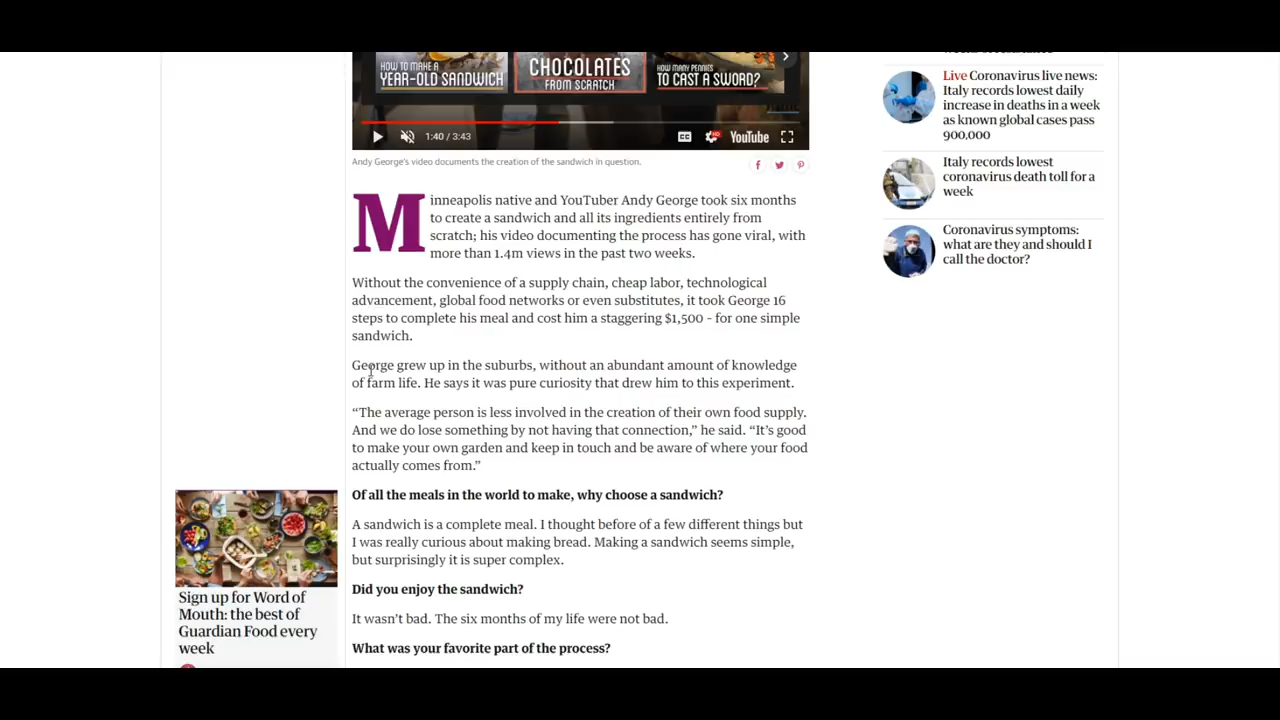 HOW TO MAKE A
YEAR-OLD SANDWICH
CHOCOLATES
FROM SCRATCH
HOW MANY PENNIES
TO CAST A SWORD?
1:40 / 3:43
CC
HD
YouTube
Andy George's video documents the creation of the sandwich in question.
Minneapolis native and YouTuber Andy George took six months
to create a sandwich and all its ingredients entirely from
scratch; his video documenting the process has gone viral, with
more than 1.4m views in the past two weeks.
Without the convenience of a supply chain, cheap labor, technological
advancement, global food networks or even substitutes, it took George 16
steps to complete his meal and cost him a staggering $1,500 – for one simple
sandwich.
George grew up in the suburbs, without an abundant amount of knowledge
of farm life. He says it was pure curiosity that drew him to this experiment.
“The average person is less involved in the creation of their own food supply.
And we do lose something by not having that connection,” he said. “It’s good
to make your own garden and keep in touch and be aware of where your food
actually comes from.”
Of all the meals in the world to make, why choose a sandwich?
A sandwich is a complete meal. I thought before of a few different things but
I was really curious about making bread. Making a sandwich seems simple,
but surprisingly it is super complex.
Did you enjoy the sandwich?
It wasn’t bad. The six months of my life were not bad.
What was your favorite part of the process?
Sign up for Word of
Mouth: the best of
Guardian Food every
week
Live Coronavirus live news:
Italy records lowest daily
increase in deaths in a week
as known global cases pass
900,000
Italy records lowest
coronavirus death toll for a
week
Coronavirus symptoms:
what are they and should I
call the doctor?